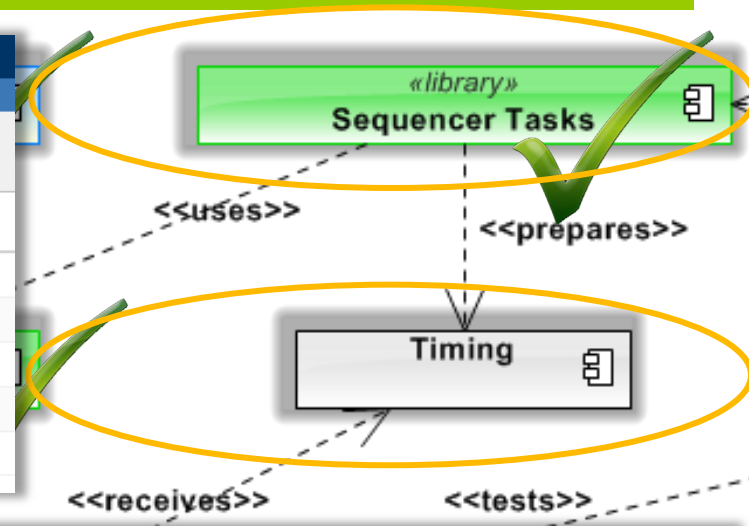 «library»
Sequencer Tasks
<<uses>>
<<prepares>>
Timing
<<receives>>
<<tests>>